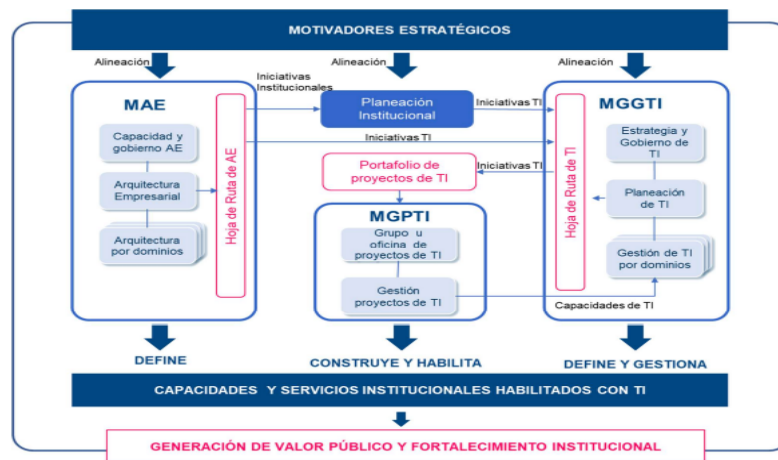 MOTIVADORES ESTRATÉGICOS
Alineación
Alineación
Alineación
MAE
Capacidad y
gobierno AE
Arquitectura
Empresarial
Arquitectura
por dominios
Hoja de Ruta de AE
Iniciativas
Institucionales
Planeación
Institucional
Iniciativas TI
Iniciativas TI
Portafolio de
proyectos de TI
Iniciativas TI
MGPTI
Grupo u
oficina de
proyectos de TI
Gestión
proyectos de TI
Hoja de Ruta de TI
MGGTI
Estrategia y
Gobierno de
TI
Planeación
de TI
Gestión de TI
por dominios
Capacidades de TI
DEFINE
CONSTRUYE Y HABILITA
DEFINE Y GESTIONA
CAPACIDADES Y SERVICIOS INSTITUCIONALES HABILITADOS CON TI
GENERACIÓN DE VALOR PÚBLICO Y FORTALECIMIENTO INSTITUCIONAL